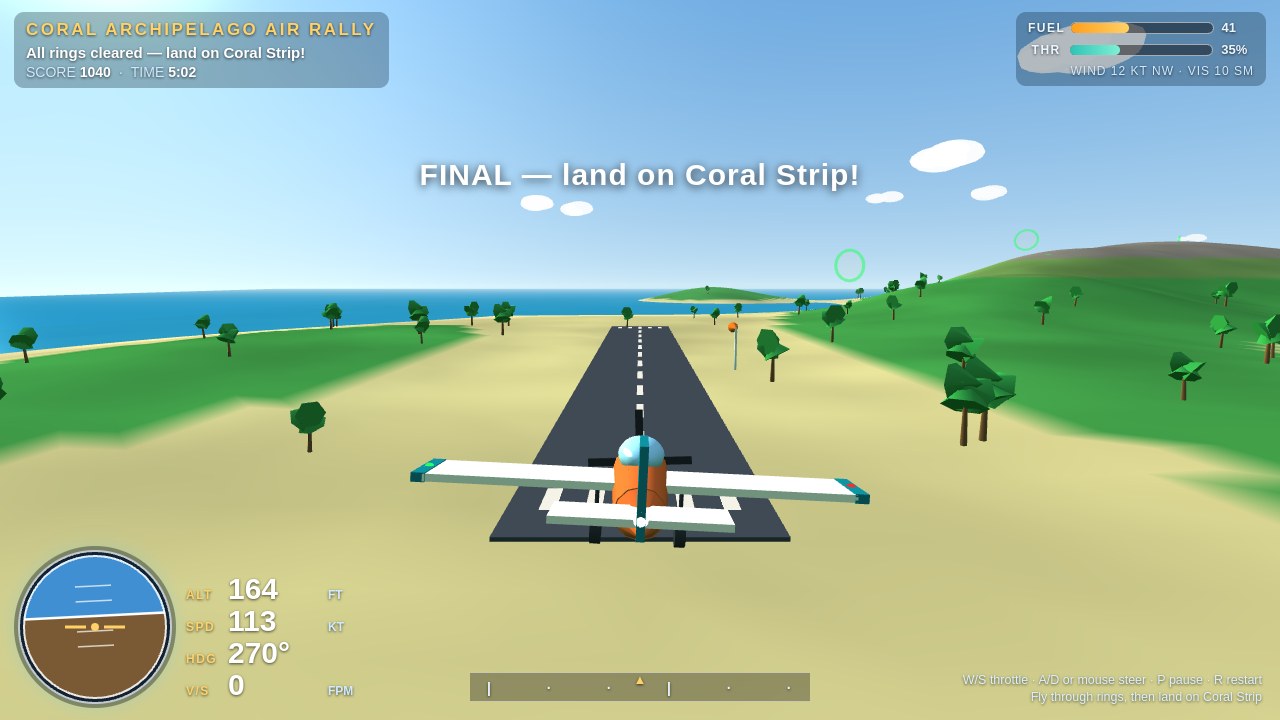 CORAL ARCHIPELAGO AIR RALLY
All rings cleared — land on Coral Strip!
SCORE 1040 · TIME 5:02
FUEL 41
THR 35%
WIND 12 KT NW · VIS 10 SM
FINAL — land on Coral Strip!
ALT 164 FT
SPD 113 KT
HDG 270°
V/S 0 FPM
W/S throttle · A/D or mouse steer · P pause · R restart
Fly through rings, then land on Coral Strip